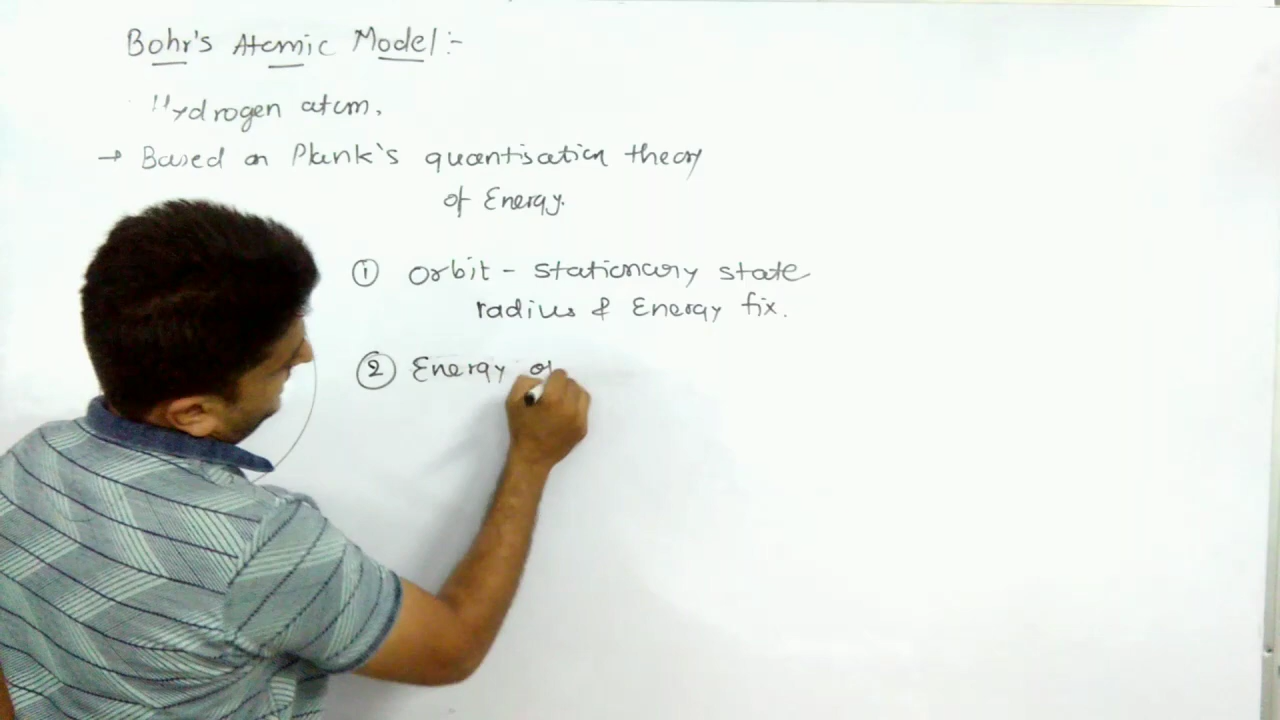 Bohr's Atomic Model:-
Hydrogen atom.
→ Based on Plank's quantisation theory
of Energy.
① Orbit - stationary state
radius & Energy fix.
② Energy of